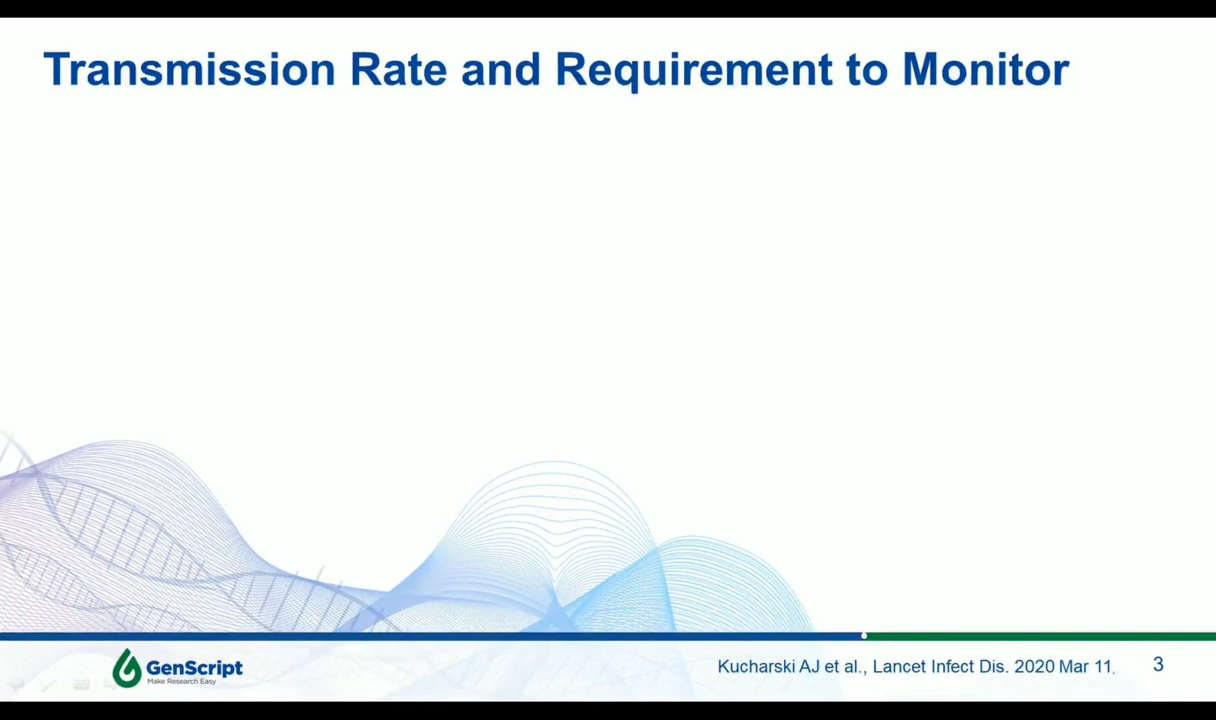 Transmission Rate and Requirement to Monitor
GenScript
Make Research Easy
Kucharski AJ et al., Lancet Infect Dis. 2020 Mar 11.
3